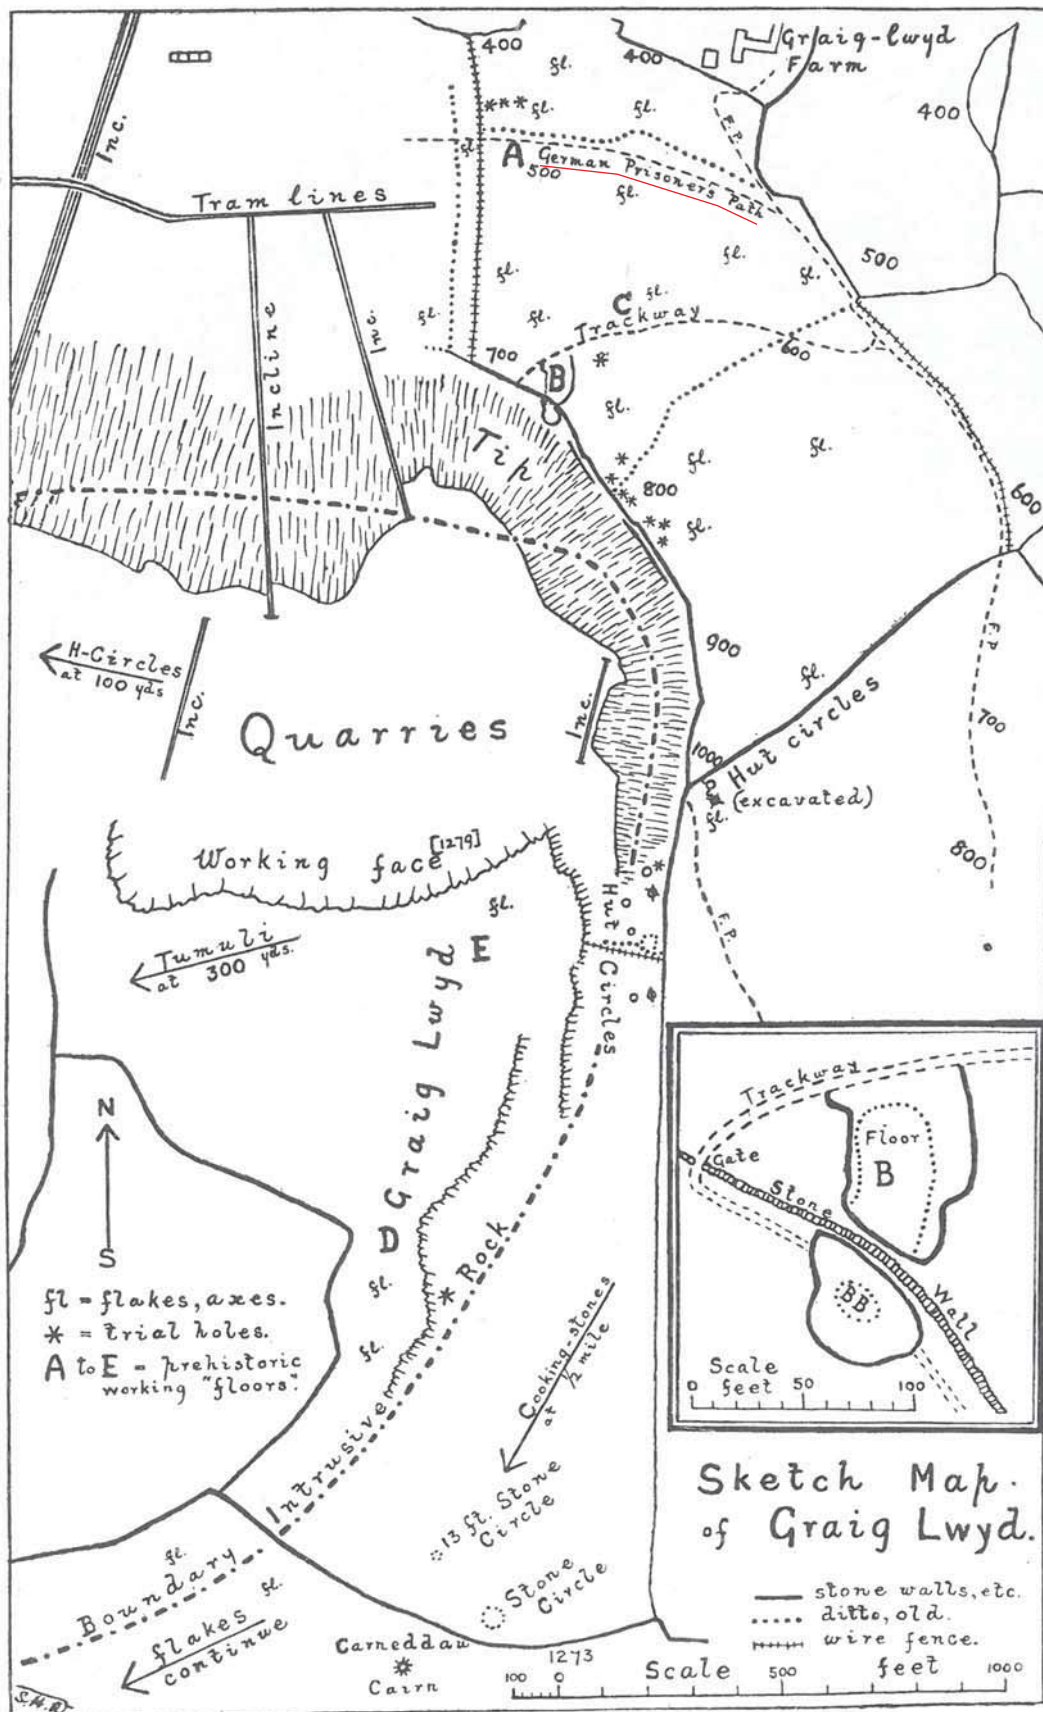 Graig-lwyd
Farm
400
400
400
fl.
fl.
fl.
F.P.
Inc.
A
German Prisoners Path
500
fl
fl.
Tram lines
500
fl.
fl.
fl.
C
fl.
Trackway
fl.
fl.
600
700
B
Incline
Inc.
Tip
fl.
fl.
fl.
800
fl.
600
H-Circles
at 100 yds
Inc.
Quarries
Inc.
900
fl.
F.P.
700
1000
Hut circles
(excavated)
fl.
800
Working face
[1279]
fl.
Hut Circles
F.P.
Tumuli
at 300 yds.
E
Graig Lwyd
D
fl.
fl.
N
S
fl = flakes, axes.
* = trial holes.
A to E = prehistoric
working "floors".
Intrusive Rock
Boundary
Cooking-stones
at 1/2 mile
13 ft. Stone
Circle
Stone
Circle
fl.
fl.
flakes
continue
Carneddau
Cairn
1273
S.H.W.
Trackway
Gate
Stone
Wall
Floor
B
BB
Scale
feet
0 50 100
Sketch Map.
of Graig Lwyd.
stone walls, etc.
ditto, old.
wire fence.
Scale feet
100 0 500 1000